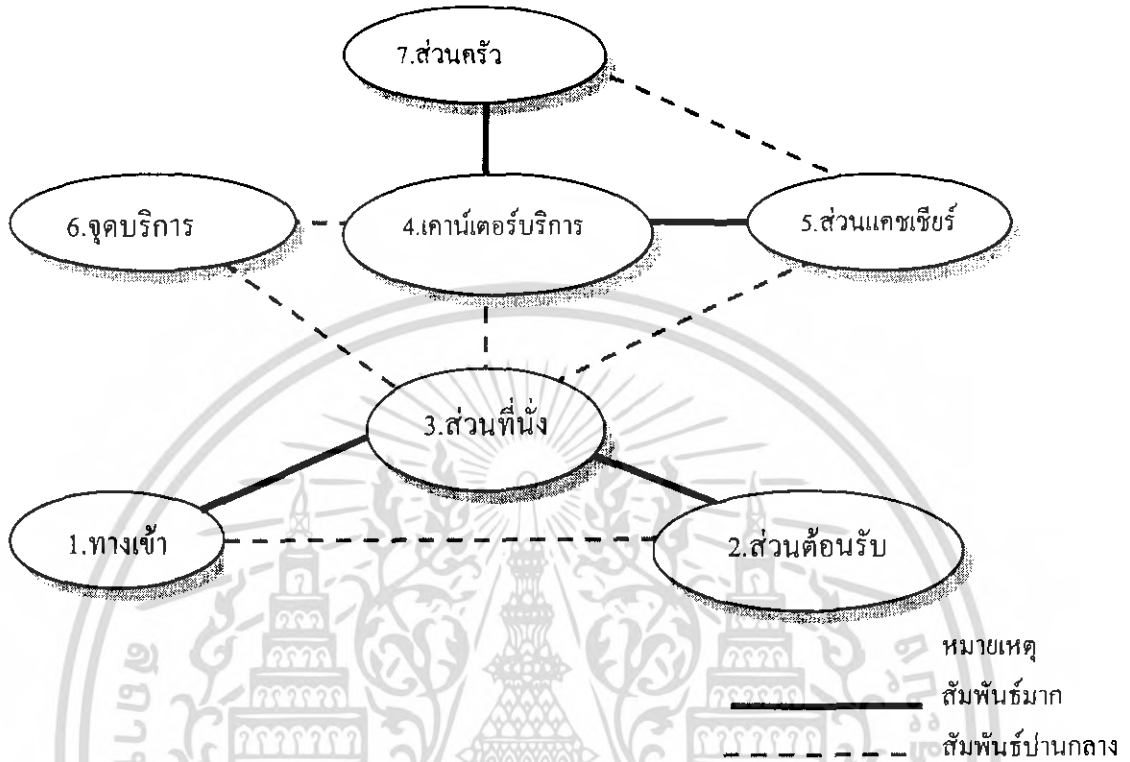 7.ส่วนครัว
6.จุดบริการ
4.เคาน์เตอร์บริการ
5.ส่วนแคชเชียร์
3.ส่วนที่นั่ง
1.ทางเข้า
2.ส่วนต้อนรับ
หมายเหตุ
สัมพันธ์มาก
สัมพันธ์ปานกลาง